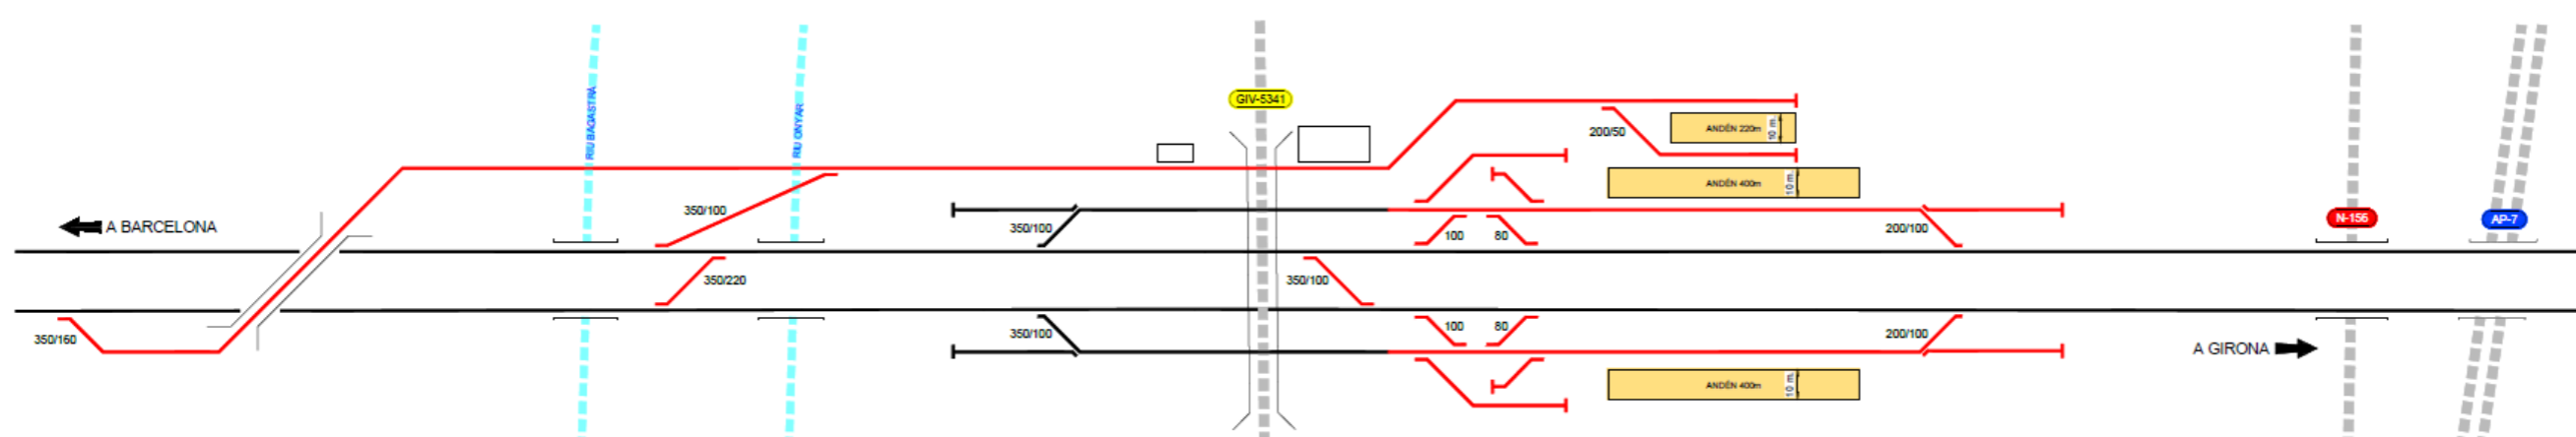 RIU BAGASTRÀ
RIU ONYAR
GIV-5341
200/50
ANDÉN 220m
10 m.
ANDÉN 400m
10 m.
A BARCELONA
350/100
350/100
100
80
200/100
N-156
AP-7
350/220
350/100
350/160
350/100
100
80
200/100
A GIRONA
ANDÉN 400m
10 m.